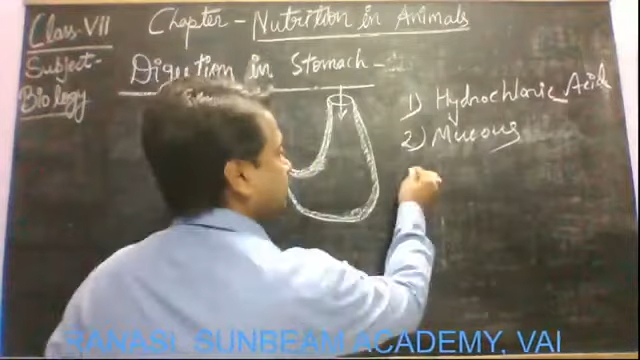 Class-VII
Chapter - Nutrition in Animals
Subject-
Biology
Digestion in Stomach -
1) Hydrochloric Acid
2) Mucous
RANASI, SUNBEAM ACADEMY, VAI